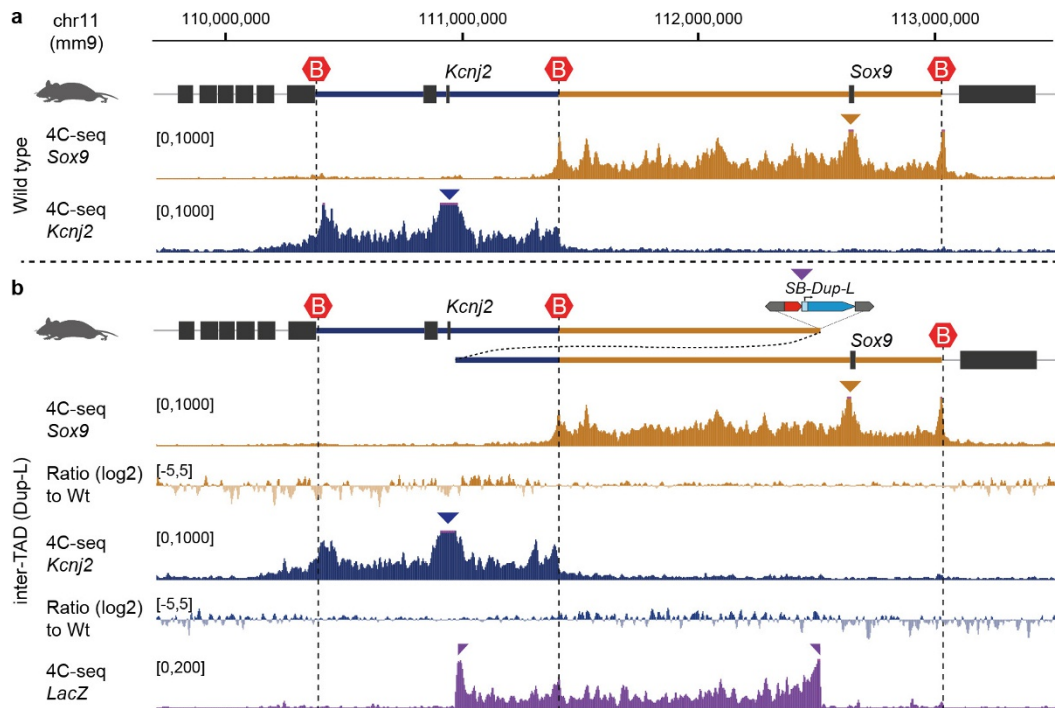 a
chr11
(mm9)
110,000,000 111,000,000 112,000,000 113,000,000
B Kcnj2 B Sox9 B
Wild type
4C-seq
Sox9
[0,1000]
4C-seq
Kcnj2
[0,1000]
b
SB-Dup-L
B Kcnj2 B
Sox9 B
inter-TAD (Dup-L)
4C-seq
Sox9
[0,1000]
Ratio (log2)
to Wt
[-5,5]
4C-seq
Kcnj2
[0,1000]
Ratio (log2)
to Wt
[-5,5]
4C-seq
LacZ
[0,200]